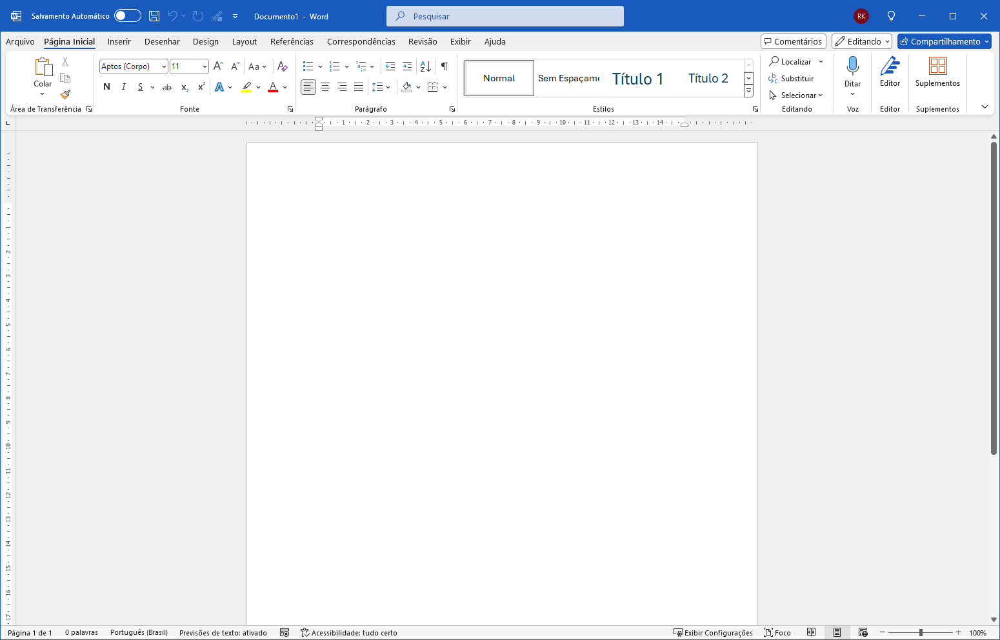 Salvamento Automático
Documento1 - Word
Pesquisar
RK
Arquivo Página Inicial Inserir Desenhar Design Layout Referências Correspondências Revisão Exibir Ajuda
Comentários Editando Compartilhamento
Colar
Área de Transferência
Aptos (Corpo) 11
A A Aa A
N I S ab x₂ x² A A
Fonte
A Z ¶
Parágrafo
Normal Sem Espaçame Título 1 Título 2
Estilos
Localizar
Substituir
Selecionar
Editando
Ditar
Voz
Editor
Editor
Suplementos
Suplementos
1 2 3 4 5 6 7 8 9 10 11 12 13 14
1
2
3
4
5
6
7
8
9
10
11
12
13
14
15
16
17
Página 1 de 1 0 palavras Português (Brasil) Previsões de texto: ativado Acessibilidade: tudo certo Exibir Configurações Foco 100%